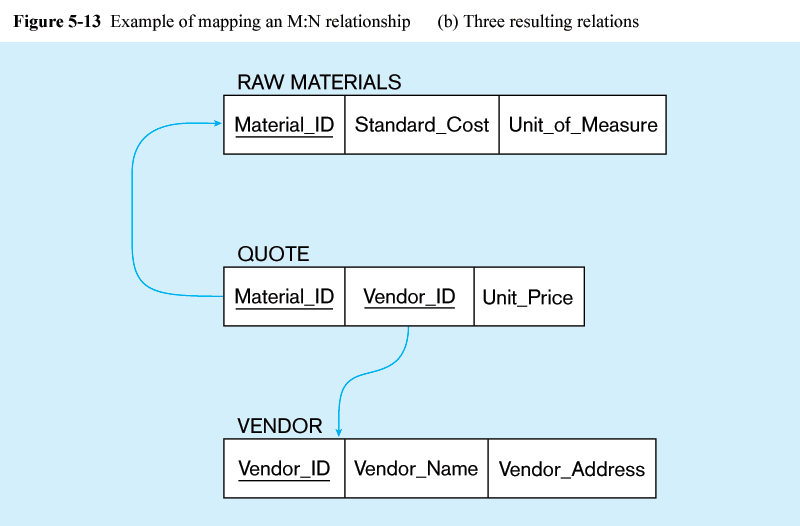 Figure 5-13 Example of mapping an M:N relationship (b) Three resulting relations
RAW MATERIALS
Material_ID Standard_Cost Unit_of_Measure
QUOTE
Material_ID Vendor_ID Unit_Price
VENDOR
Vendor_ID Vendor_Name Vendor_Address